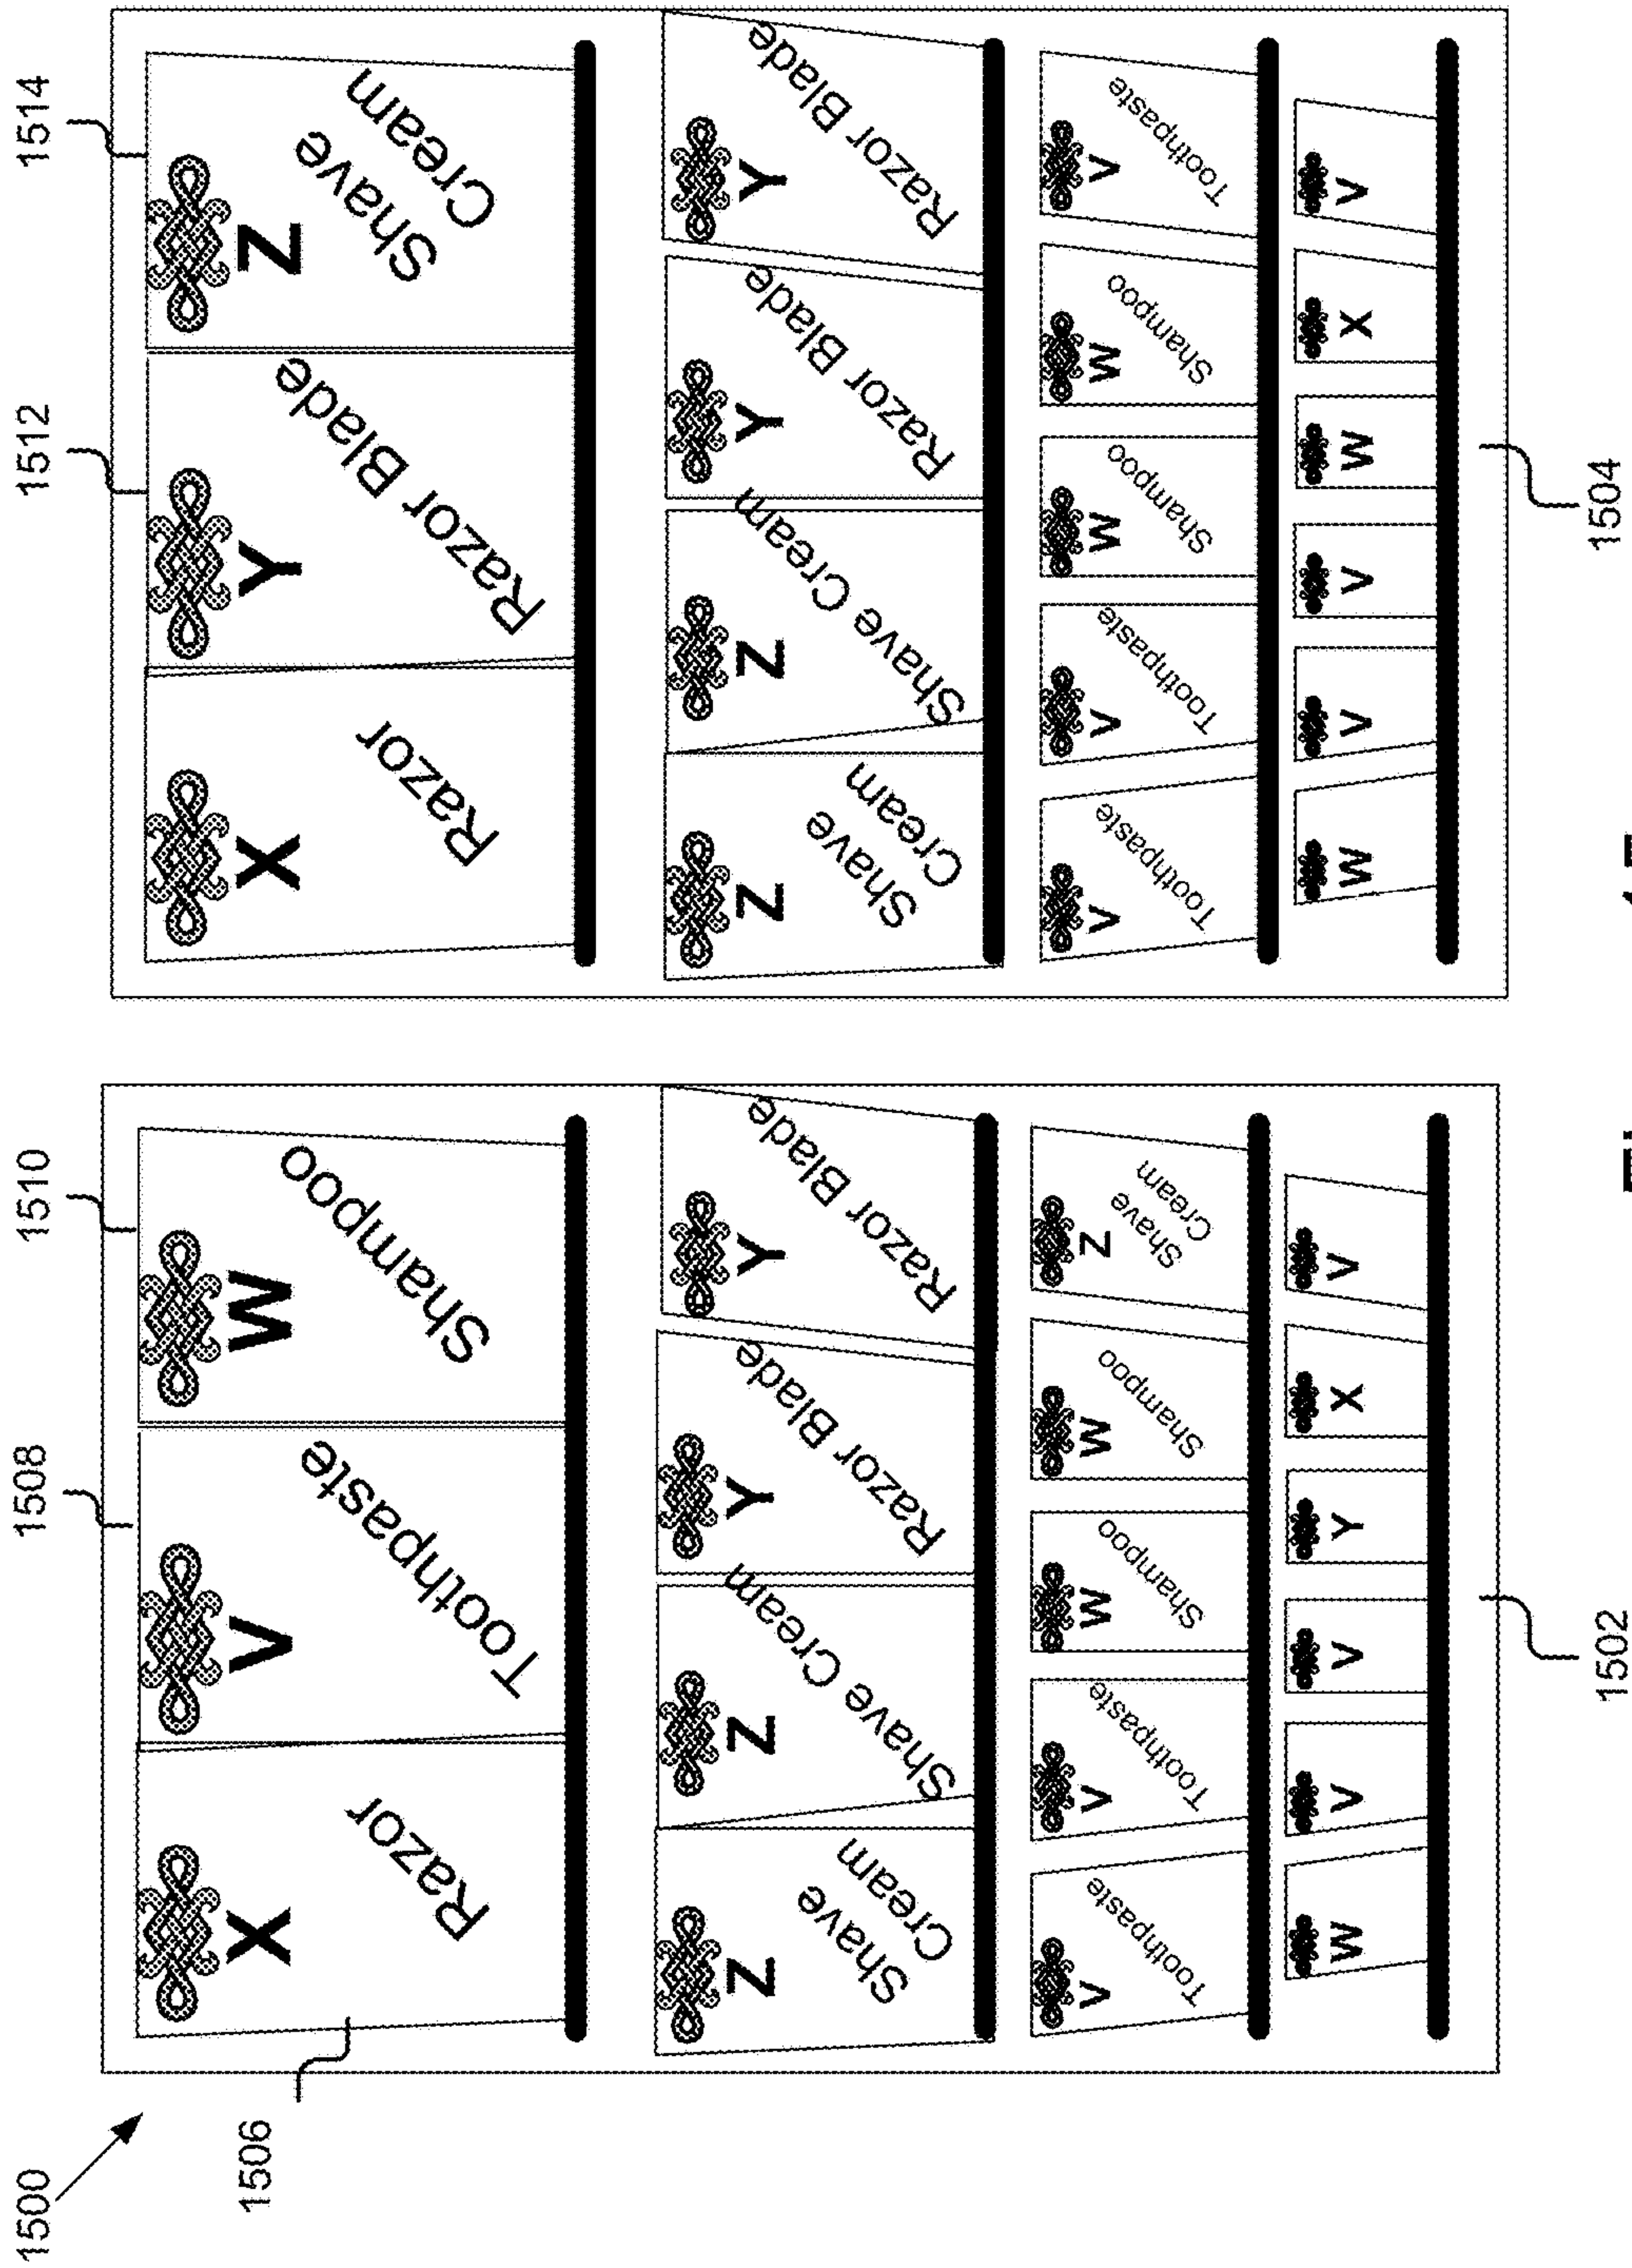 1500
1506
1508
1510
X
Razor
V
Toothpaste
W
Shampoo
Z
Shave
Cream
Z
Shave Cream
Y
Razor Blade
Y
Razor Blade
V
Toothpaste
V
Toothpaste
W
Shampoo
W
Shampoo
Z
Shave
Cream
W
V
V
Y
X
V
1502
1512
1514
X
Razor
Y
Razor Blade
Z
Shave
Cream
Z
Shave
Cream
Z
Shave Cream
Y
Razor Blade
Y
Razor Blade
V
Toothpaste
V
Toothpaste
W
Shampoo
W
Shampoo
V
Toothpaste
W
V
V
W
X
V
1504